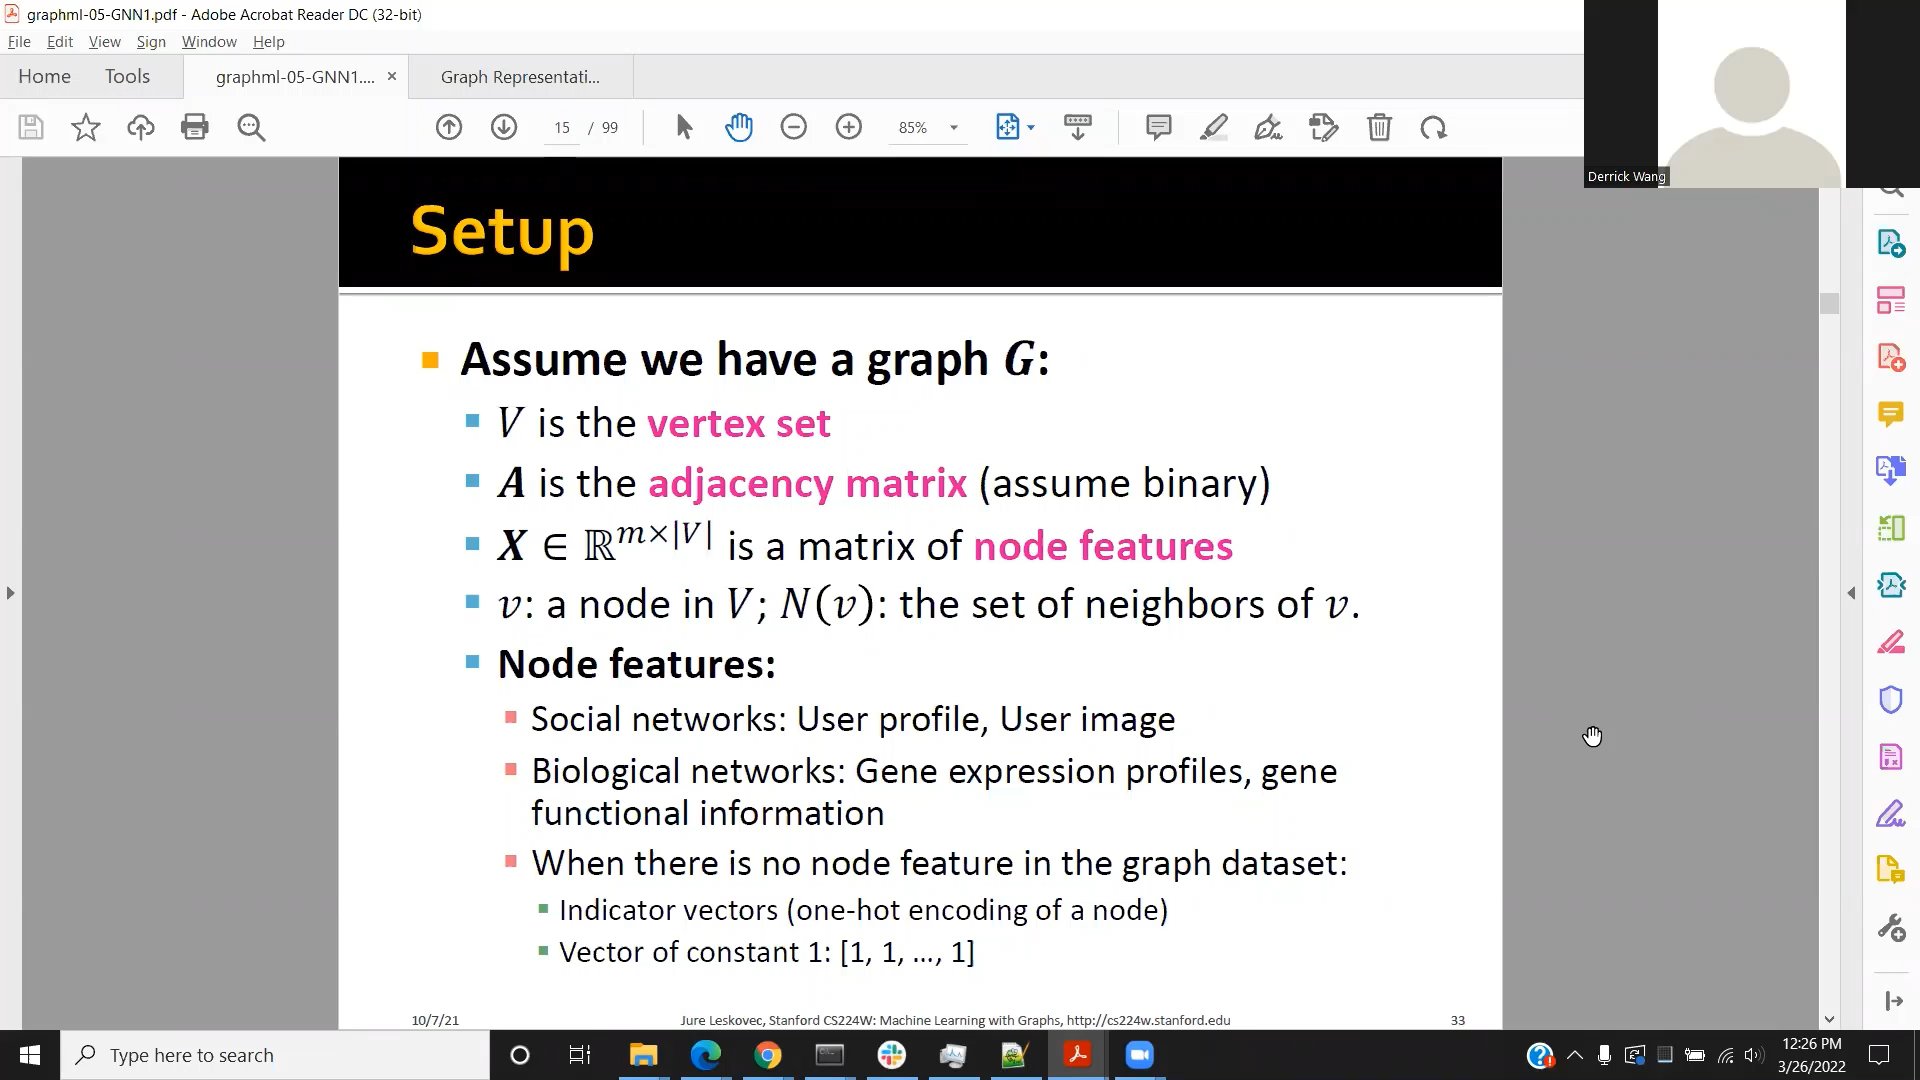 graphml-05-GNN1.pdf - Adobe Acrobat Reader DC (32-bit)
File Edit View Sign Window Help
Home Tools graphml-05-GNN1.... × Graph Representati...
15 / 99 85%
Derrick Wang
Setup
Assume we have a graph G:
V is the vertex set
A is the adjacency matrix (assume binary)
X ∈ ℝ^{m×|V|} is a matrix of node features
v: a node in V; N(v): the set of neighbors of v.
Node features:
Social networks: User profile, User image
Biological networks: Gene expression profiles, gene
functional information
When there is no node feature in the graph dataset:
Indicator vectors (one-hot encoding of a node)
Vector of constant 1: [1, 1, …, 1]
10/7/21 Jure Leskovec, Stanford CS224W: Machine Learning with Graphs, http://cs224w.stanford.edu 33
Type here to search
12:26 PM
3/26/2022